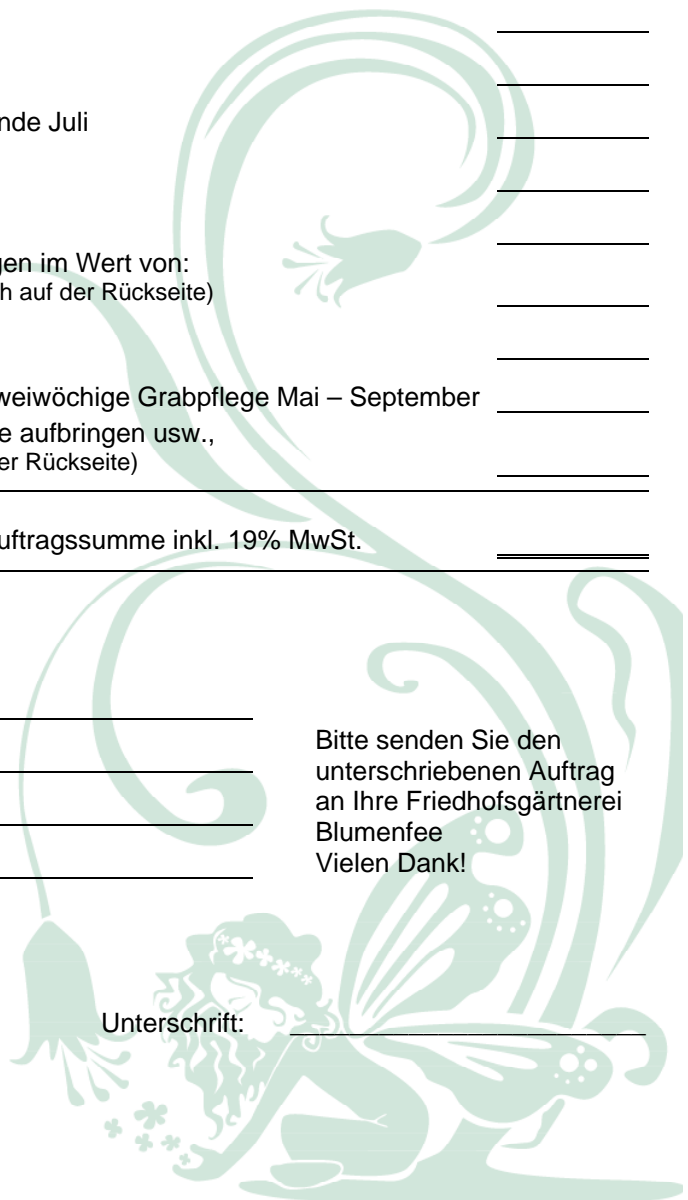 nde Juli
gen im Wert von:
h auf der Rückseite)
weiwöchige Grabpflege Mai – September
e aufbringen usw.,
er Rückseite)
uftragssumme inkl. 19% MwSt.
Bitte senden Sie den
unterschriebenen Auftrag
an Ihre Friedhofsgärtnerei
Blumenfee
Vielen Dank!
Unterschrift: